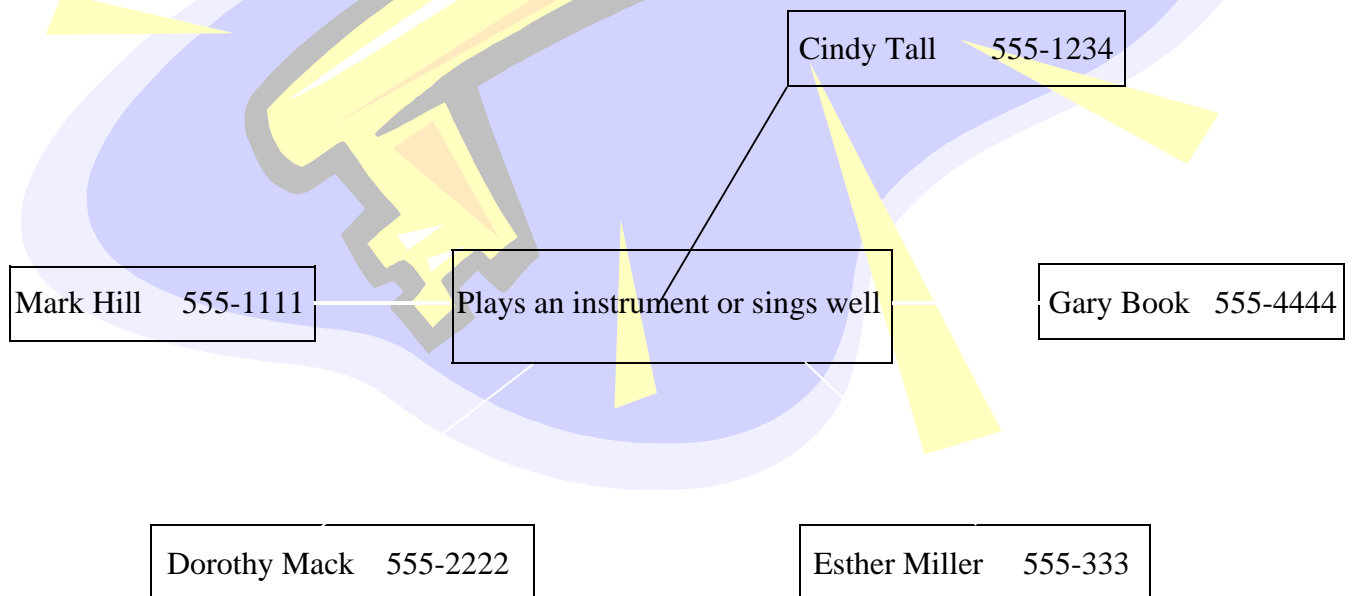 Cindy Tall 555-1234
Mark Hill 555-1111
Plays an instrument or sings well
Gary Book 555-4444
Dorothy Mack 555-2222
Esther Miller 555-333